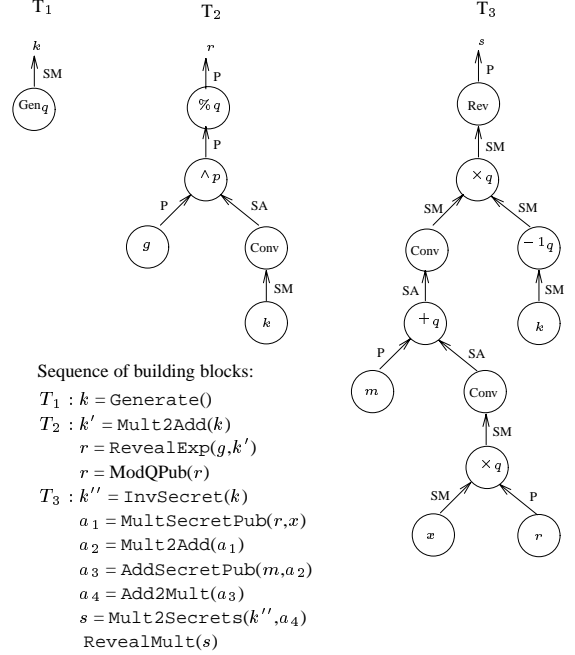 T1 T2 T3
k r s
SM P P
Genq % q Rev
P SM
^ p × q
P SA SM SM
g Conv Conv − 1q
SM SA SM
k + q k
P SA
m Conv
SM
× q
SM P
x r
Sequence of building blocks:
T1 : k = Generate()
T2 : k′ = Mult2Add(k)
r = RevealExp(g,k′)
r = ModQPub(r)
T3 : k′′ = InvSecret(k)
a1 = MultSecretPub(r,x)
a2 = Mult2Add(a1)
a3 = AddSecretPub(m,a2)
a4 = Add2Mult(a3)
s = Mult2Secrets(k′′,a4)
RevealMult(s)